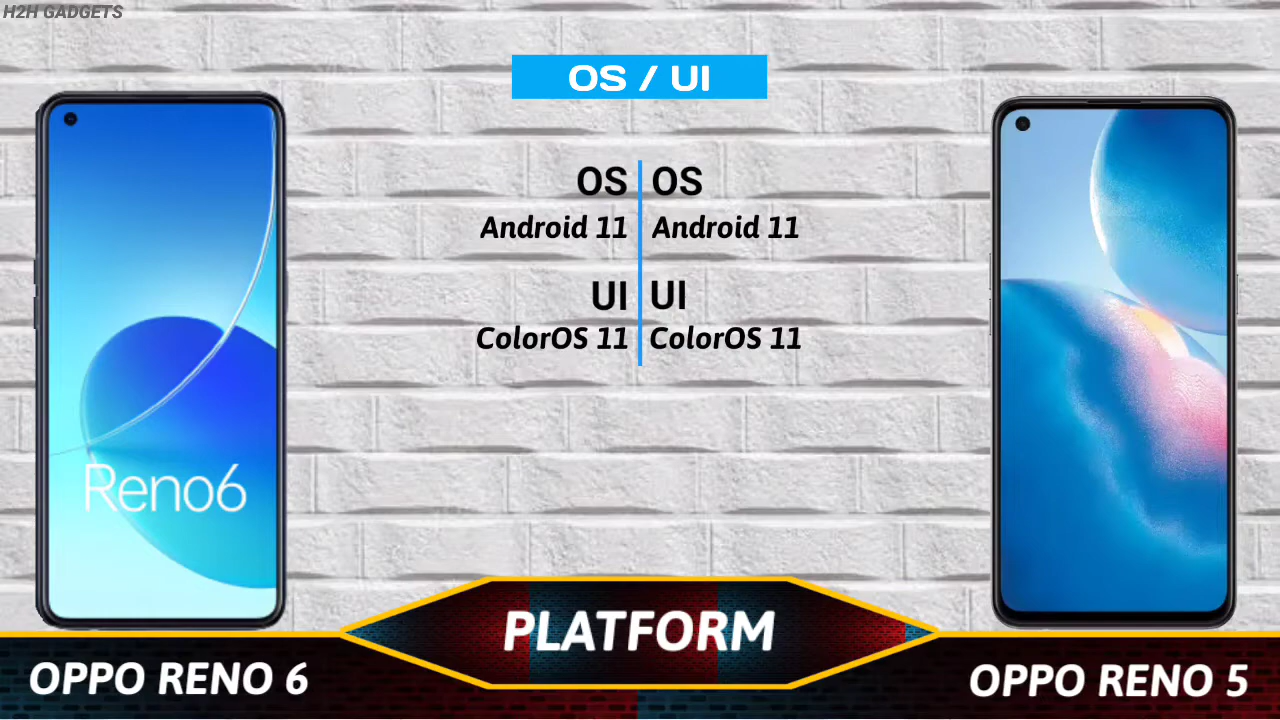 H2H GADGETS
OS / UI
OS OS
Android 11 Android 11
UI UI
ColorOS 11 ColorOS 11
Reno6
PLATFORM
OPPO RENO 6
OPPO RENO 5